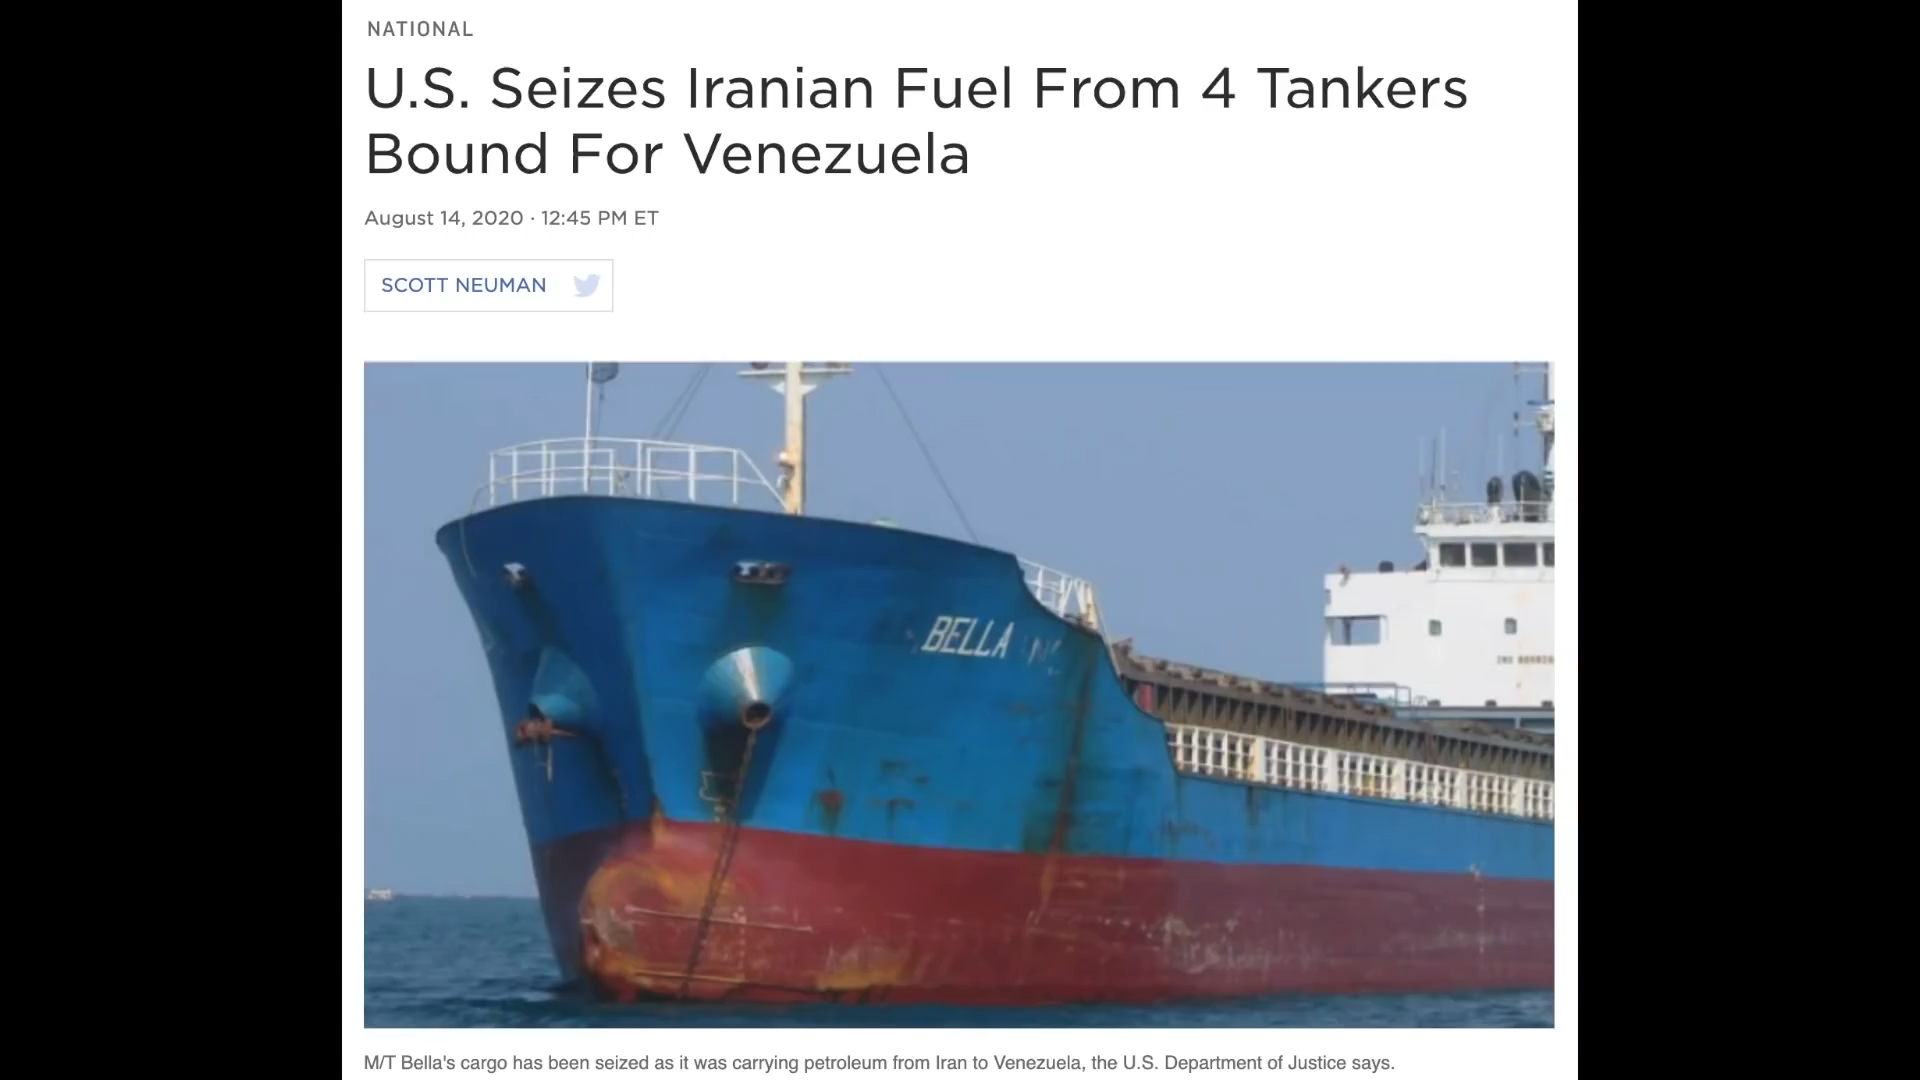 NATIONAL
U.S. Seizes Iranian Fuel From 4 Tankers
Bound For Venezuela
August 14, 2020 · 12:45 PM ET
SCOTT NEUMAN
BELLA
M/T Bella's cargo has been seized as it was carrying petroleum from Iran to Venezuela, the U.S. Department of Justice says.